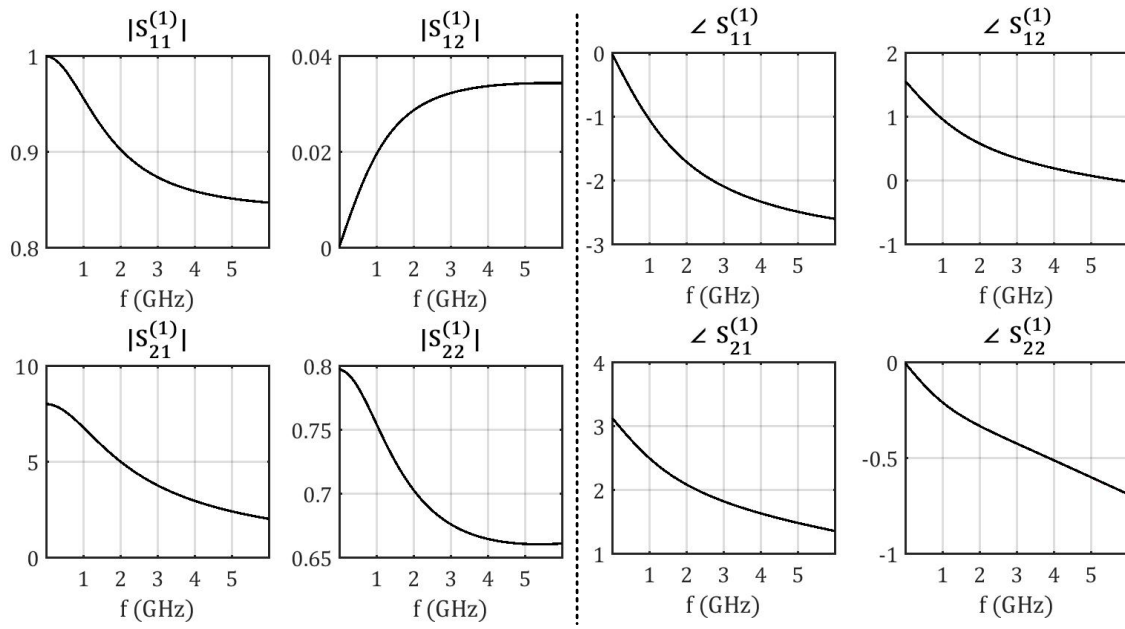 |S11(1)|
1
0.9
0.8
1 2 3 4 5
f (GHz)
|S12(1)|
0.04
0.02
0
1 2 3 4 5
f (GHz)
∠ S11(1)
0
-1
-2
-3
1 2 3 4 5
f (GHz)
∠ S12(1)
2
1
0
-1
1 2 3 4 5
f (GHz)
|S21(1)|
10
5
0
1 2 3 4 5
f (GHz)
|S22(1)|
0.8
0.75
0.7
0.65
1 2 3 4 5
f (GHz)
∠ S21(1)
4
3
2
1
1 2 3 4 5
f (GHz)
∠ S22(1)
0
-0.5
-1
1 2 3 4 5
f (GHz)